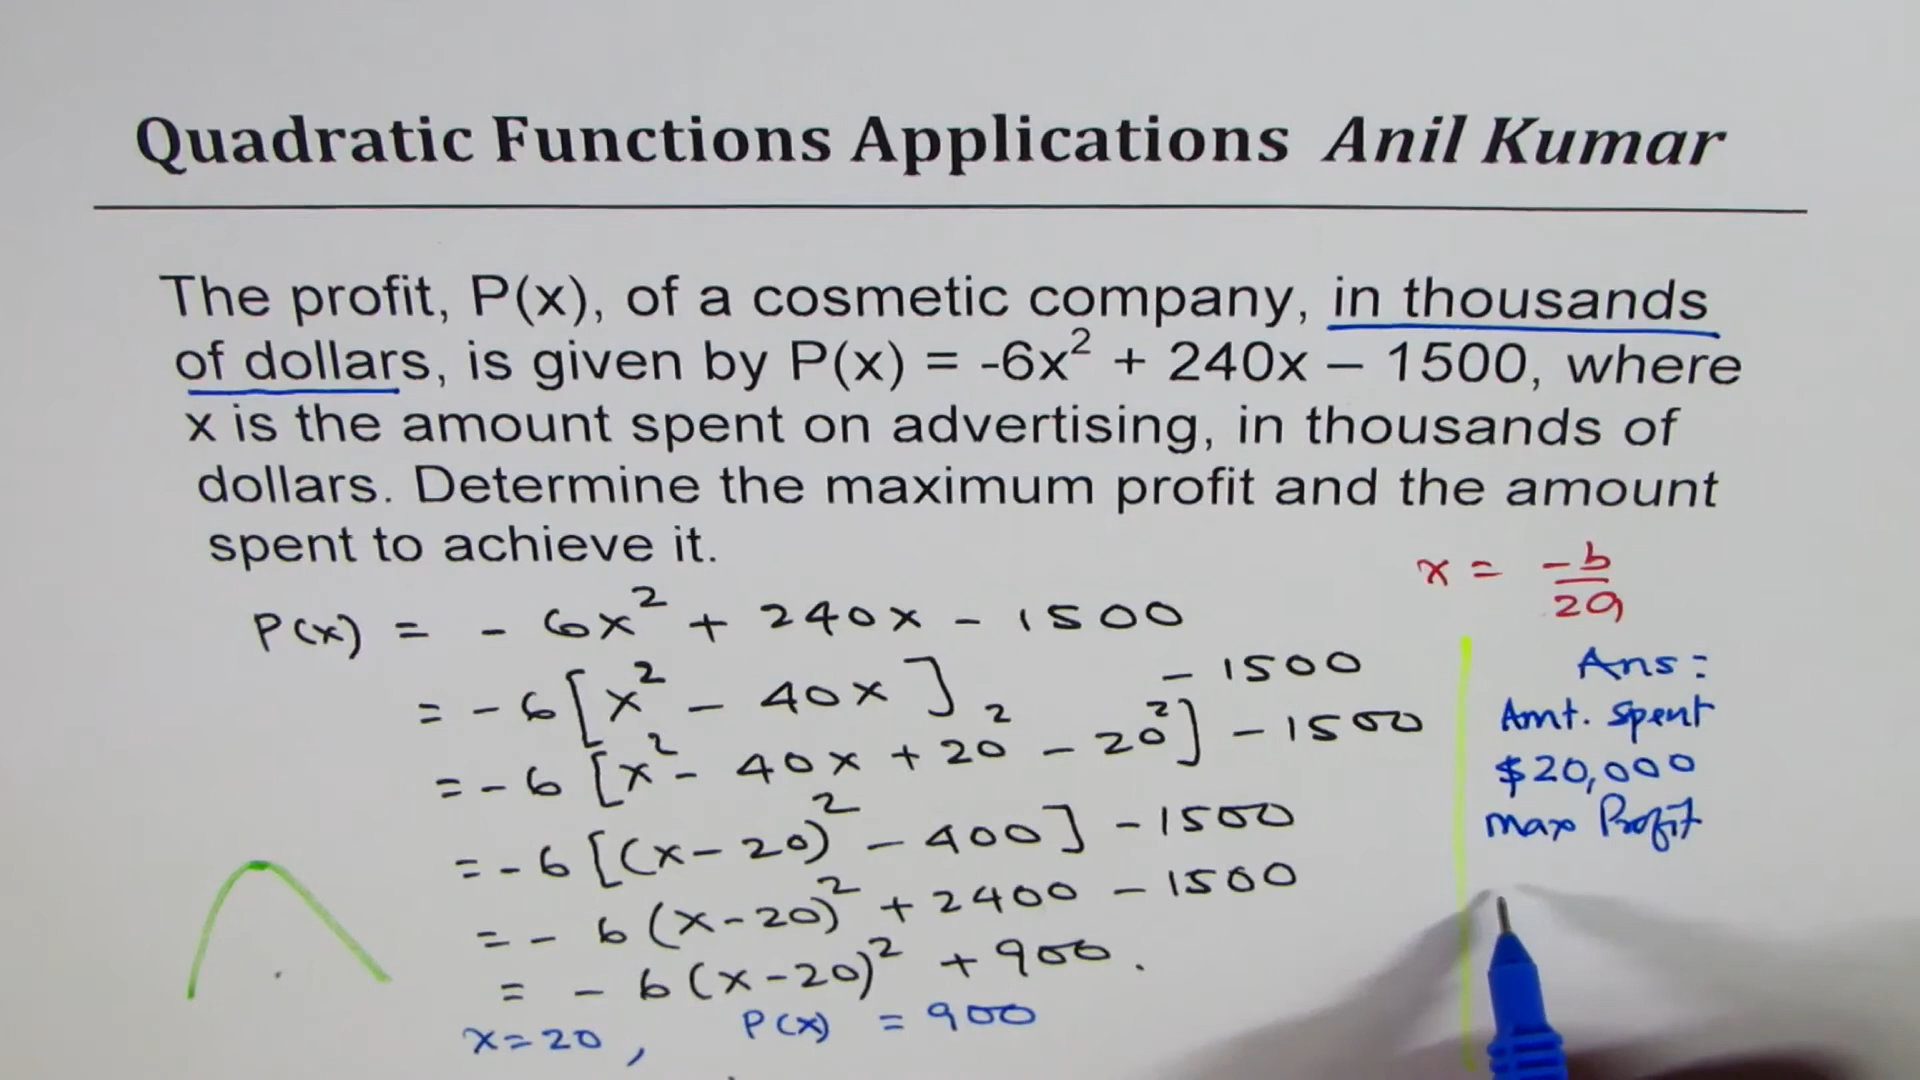 Quadratic Functions Applications Anil Kumar
The profit, P(x), of a cosmetic company, in thousands
of dollars, is given by P(x) = -6x² + 240x – 1500, where
x is the amount spent on advertising, in thousands of
dollars. Determine the maximum profit and the amount
spent to achieve it.
x = -b/2a
P(x) = - 6x² + 240x - 1500
= -6[x² - 40x] - 1500
= -6[x² - 40x + 20² - 20²] - 1500
= -6[(x-20)² - 400] - 1500
= - 6(x-20)² + 2400 - 1500
= - 6(x-20)² + 900.
x=20, P(x) = 900
Ans:
Amt. spent
$20,000
max Profit